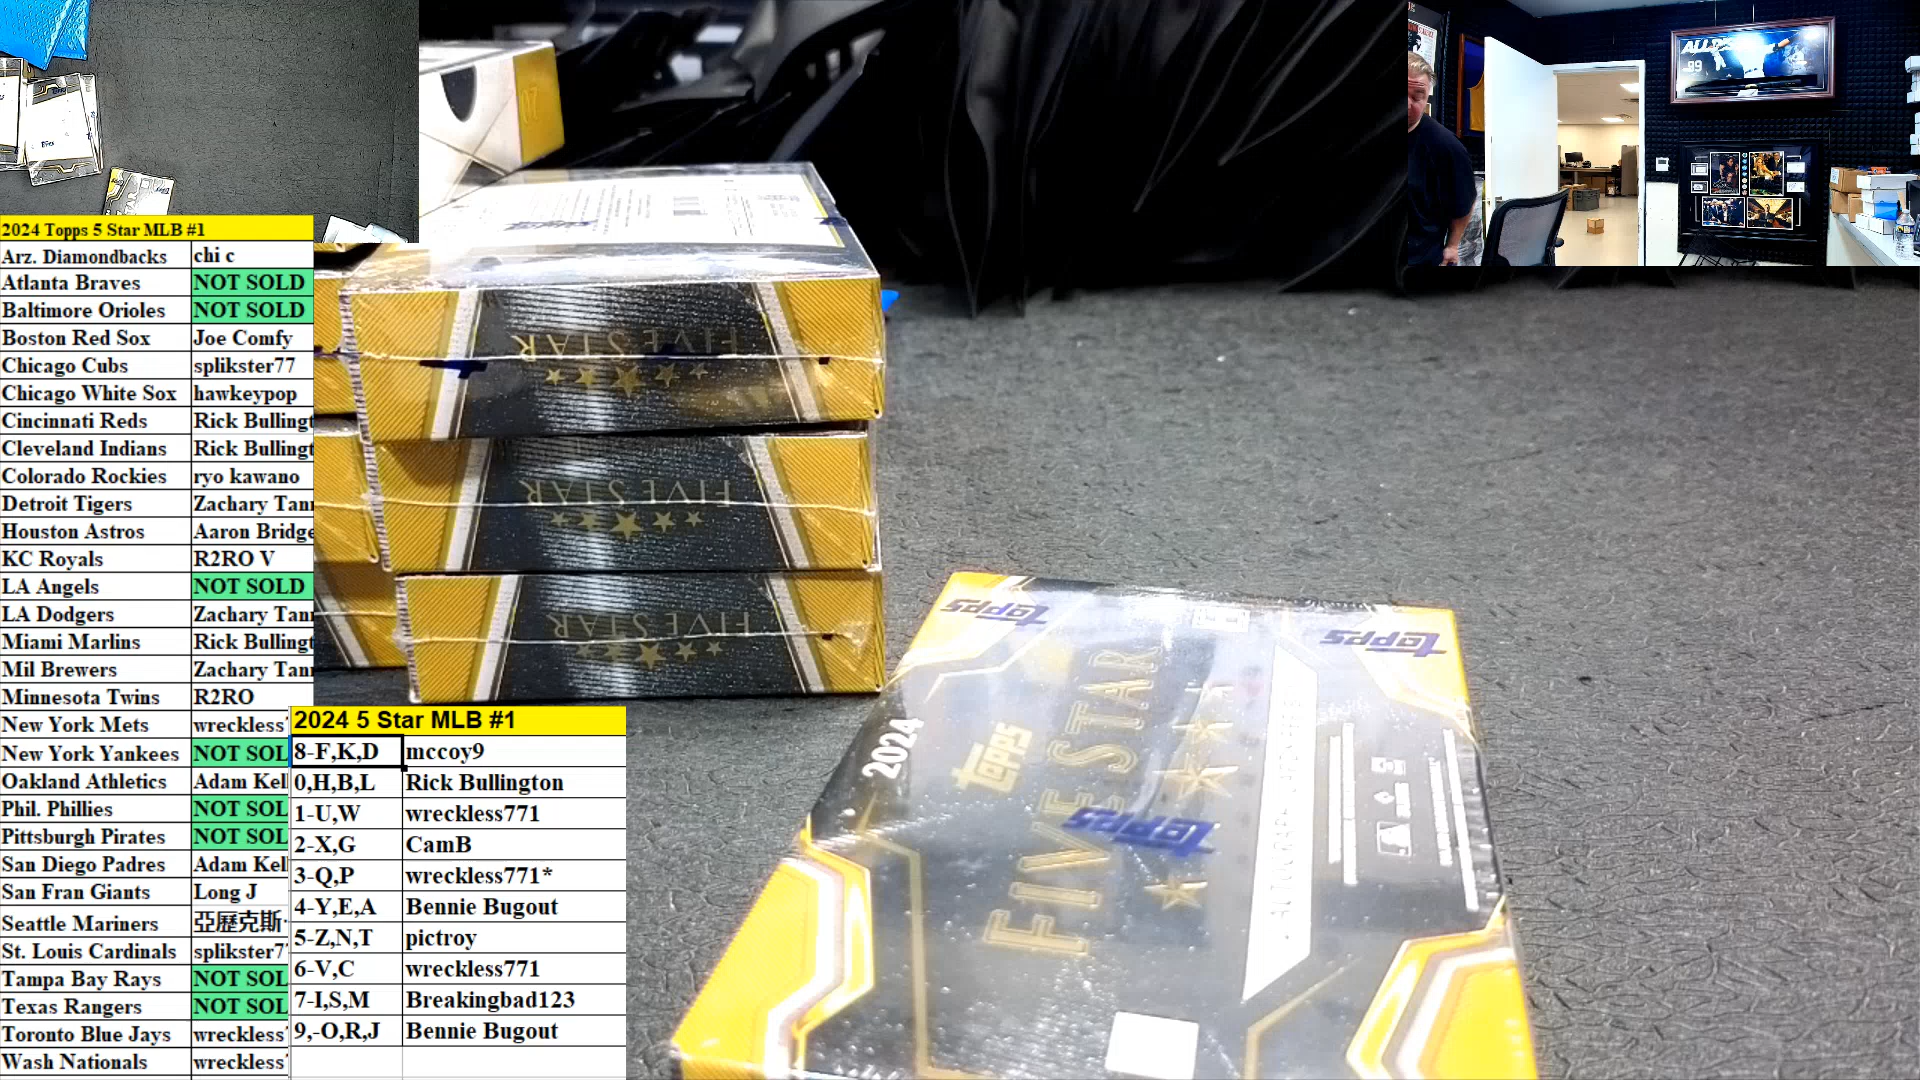 2024 Topps 5 Star MLB #1
Arz. Diamondbacks chi c
Atlanta Braves NOT SOLD
Baltimore Orioles NOT SOLD
Boston Red Sox Joe Comfy
Chicago Cubs splikster77
Chicago White Sox hawkeypop
Cincinnati Reds Rick Bullingt
Cleveland Indians Rick Bullingt
Colorado Rockies ryo kawano
Detroit Tigers Zachary Tan
Houston Astros Aaron Bridge
KC Royals R2RO V
LA Angels NOT SOLD
LA Dodgers Zachary Tan
Miami Marlins Rick Bullingt
Mil Brewers Zachary Tan
Minnesota Twins R2RO
New York Mets wreckless
New York Yankees NOT SOL
Oakland Athletics Adam Kel
Phil. Phillies NOT SOL
Pittsburgh Pirates NOT SOL
San Diego Padres Adam Kel
San Fran Giants Long J
Seattle Mariners 亞歷克斯
St. Louis Cardinals splikster7
Tampa Bay Rays NOT SOL
Texas Rangers NOT SOL
Toronto Blue Jays wreckless
Wash Nationals wreckless
2024 5 Star MLB #1
8-F,K,D mccoy9
0,H,B,L Rick Bullington
1-U,W wreckless771
2-X,G CamB
3-Q,P wreckless771*
4-Y,E,A Bennie Bugout
5-Z,N,T pictroy
6-V,C wreckless771
7-I,S,M Breakingbad123
9,-O,R,J Bennie Bugout
FIVE STAR
FIVE STAR
FIVE STAR
topps
topps
2024
topps
FIVE STAR
topps
99